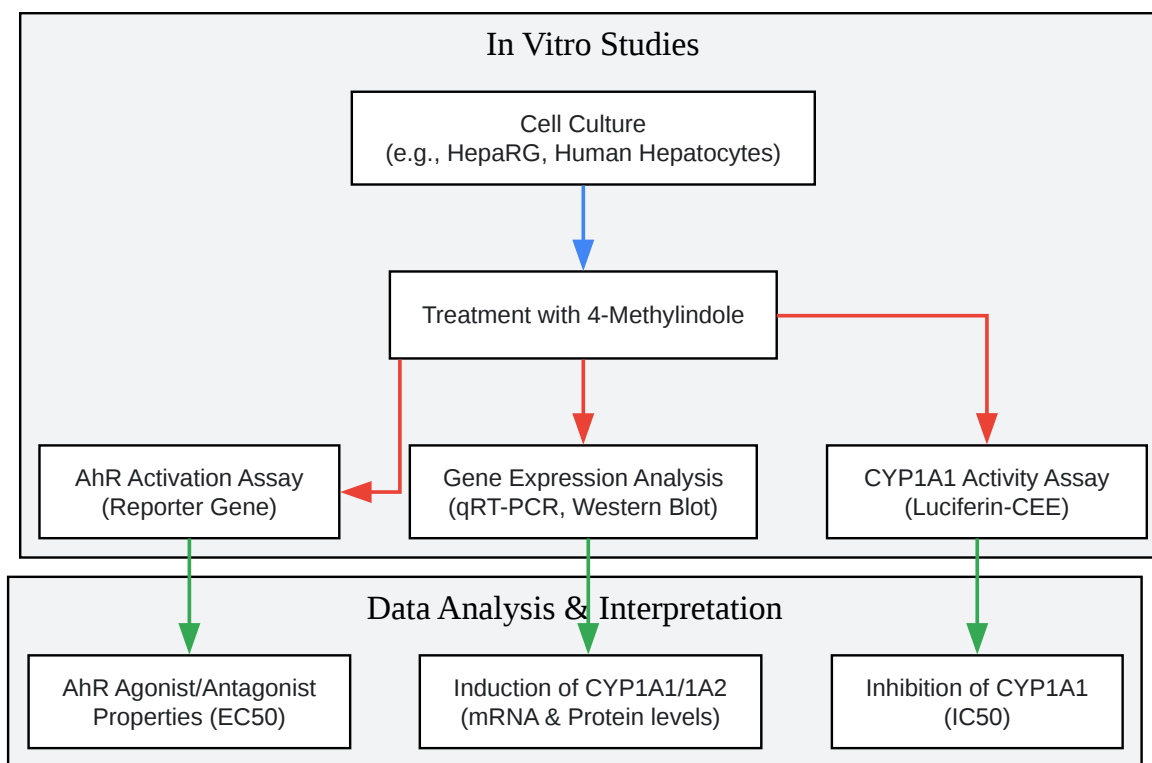 In Vitro Studies
Cell Culture
(e.g., HepaRG, Human Hepatocytes)
Treatment with 4-Methylindole
AhR Activation Assay
(Reporter Gene)
Gene Expression Analysis
(qRT-PCR, Western Blot)
CYP1A1 Activity Assay
(Luciferin-CEE)
Data Analysis & Interpretation
AhR Agonist/Antagonist
Properties (EC50)
Induction of CYP1A1/1A2
(mRNA & Protein levels)
Inhibition of CYP1A1
(IC50)